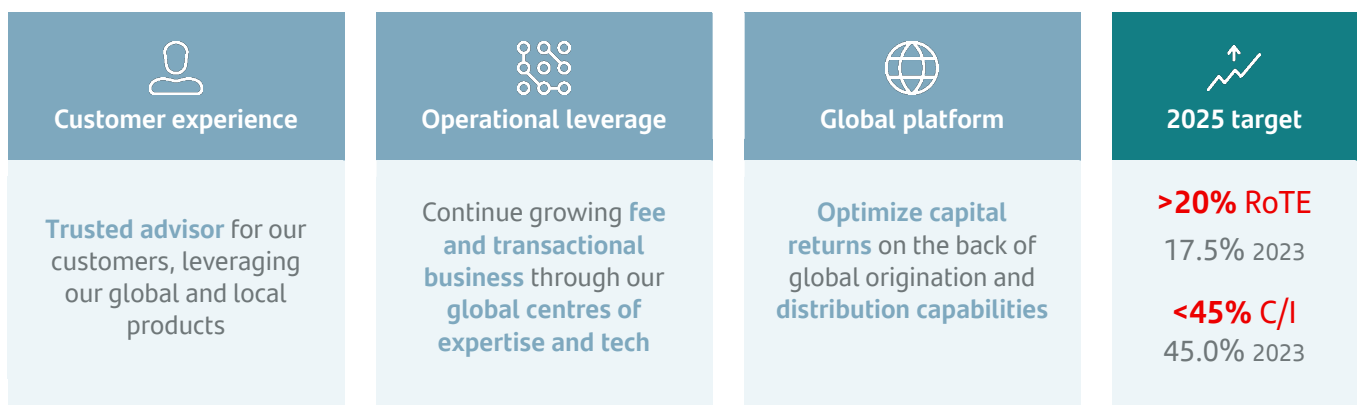 Customer experience
Trusted advisor for our
customers, leveraging
our global and local
products
Operational leverage
Continue growing fee
and transactional
business through our
global centres of
expertise and tech
Global platform
Optimize capital
returns on the back of
global origination and
distribution capabilities
2025 target
>20% RoTE
17.5% 2023
<45% C/I
45.0% 2023